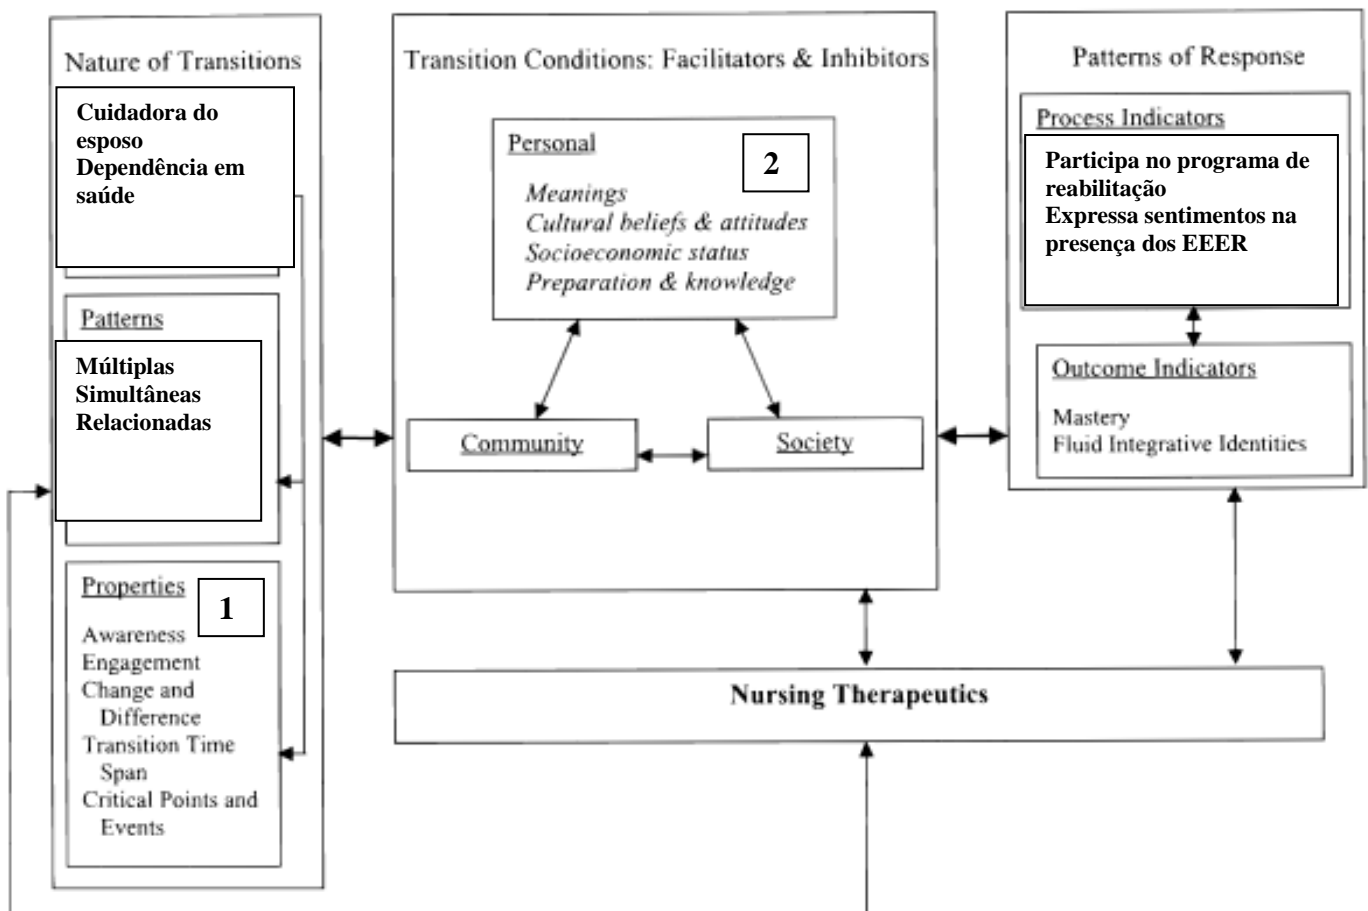 Nature of Transitions
Cuidadora do
esposo
Dependência em
saúde
Patterns
Múltiplas
Simultâneas
Relacionadas
Properties
1
Awareness
Engagement
Change and
Difference
Transition Time
Span
Critical Points and
Events
Transition Conditions: Facilitators & Inhibitors
Personal
2
Meanings
Cultural beliefs & attitudes
Socioeconomic status
Preparation & knowledge
Community
Society
Patterns of Response
Process Indicators
Participa no programa de
reabilitação
Expressa sentimentos na
presença dos EEER
Outcome Indicators
Mastery
Fluid Integrative Identities
Nursing Therapeutics